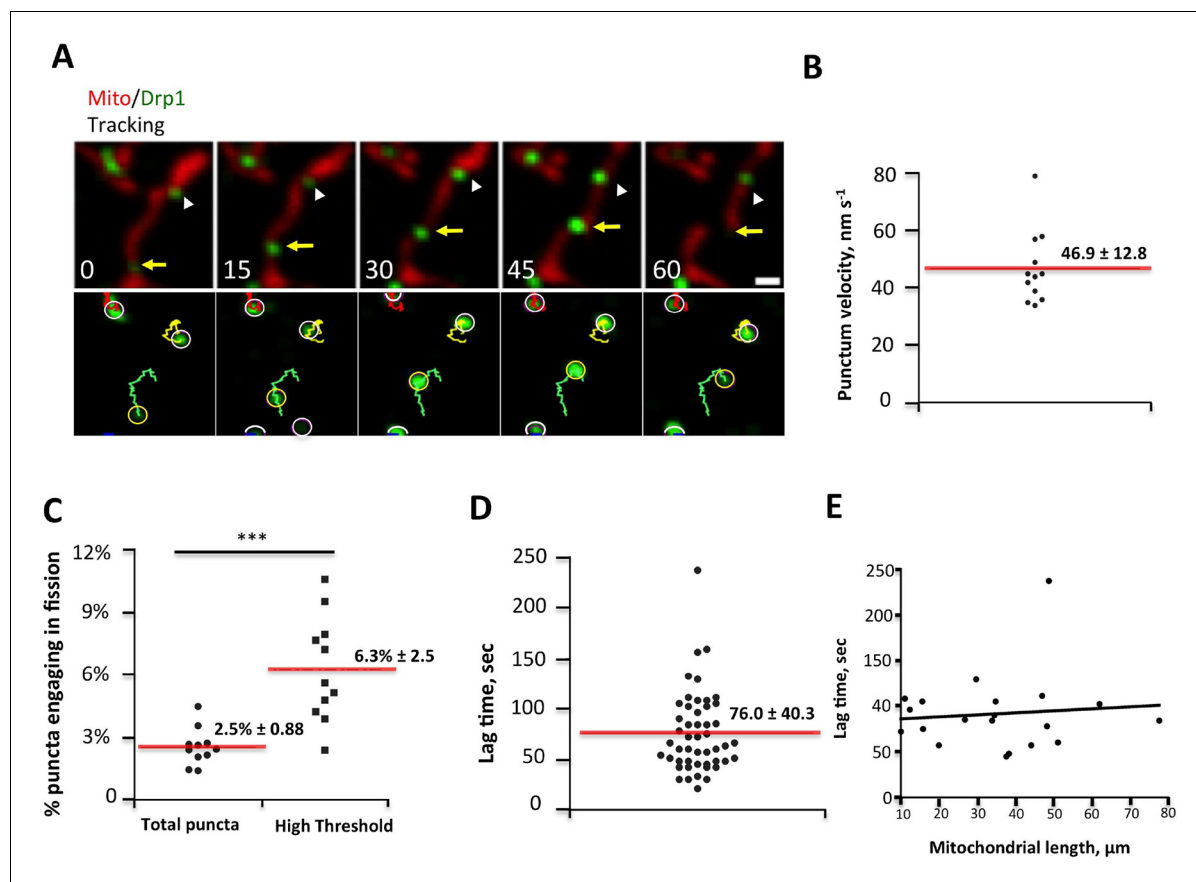 A
Mito/Drp1
Tracking
0
15
30
45
60
B
Punctum velocity, nm s⁻¹
80
60
40
20
0
46.9 ± 12.8
C
% puncta engaging in fission
12%
9%
6%
3%
0
***
2.5% ± 0.88
6.3% ± 2.5
Total puncta
High Threshold
D
Lag time, sec
250
200
150
100
50
0
76.0 ± 40.3
E
Lag time, sec
250
200
150
40
50
0
10
20
30
40
50
60
70
80
Mitochondrial length, µm